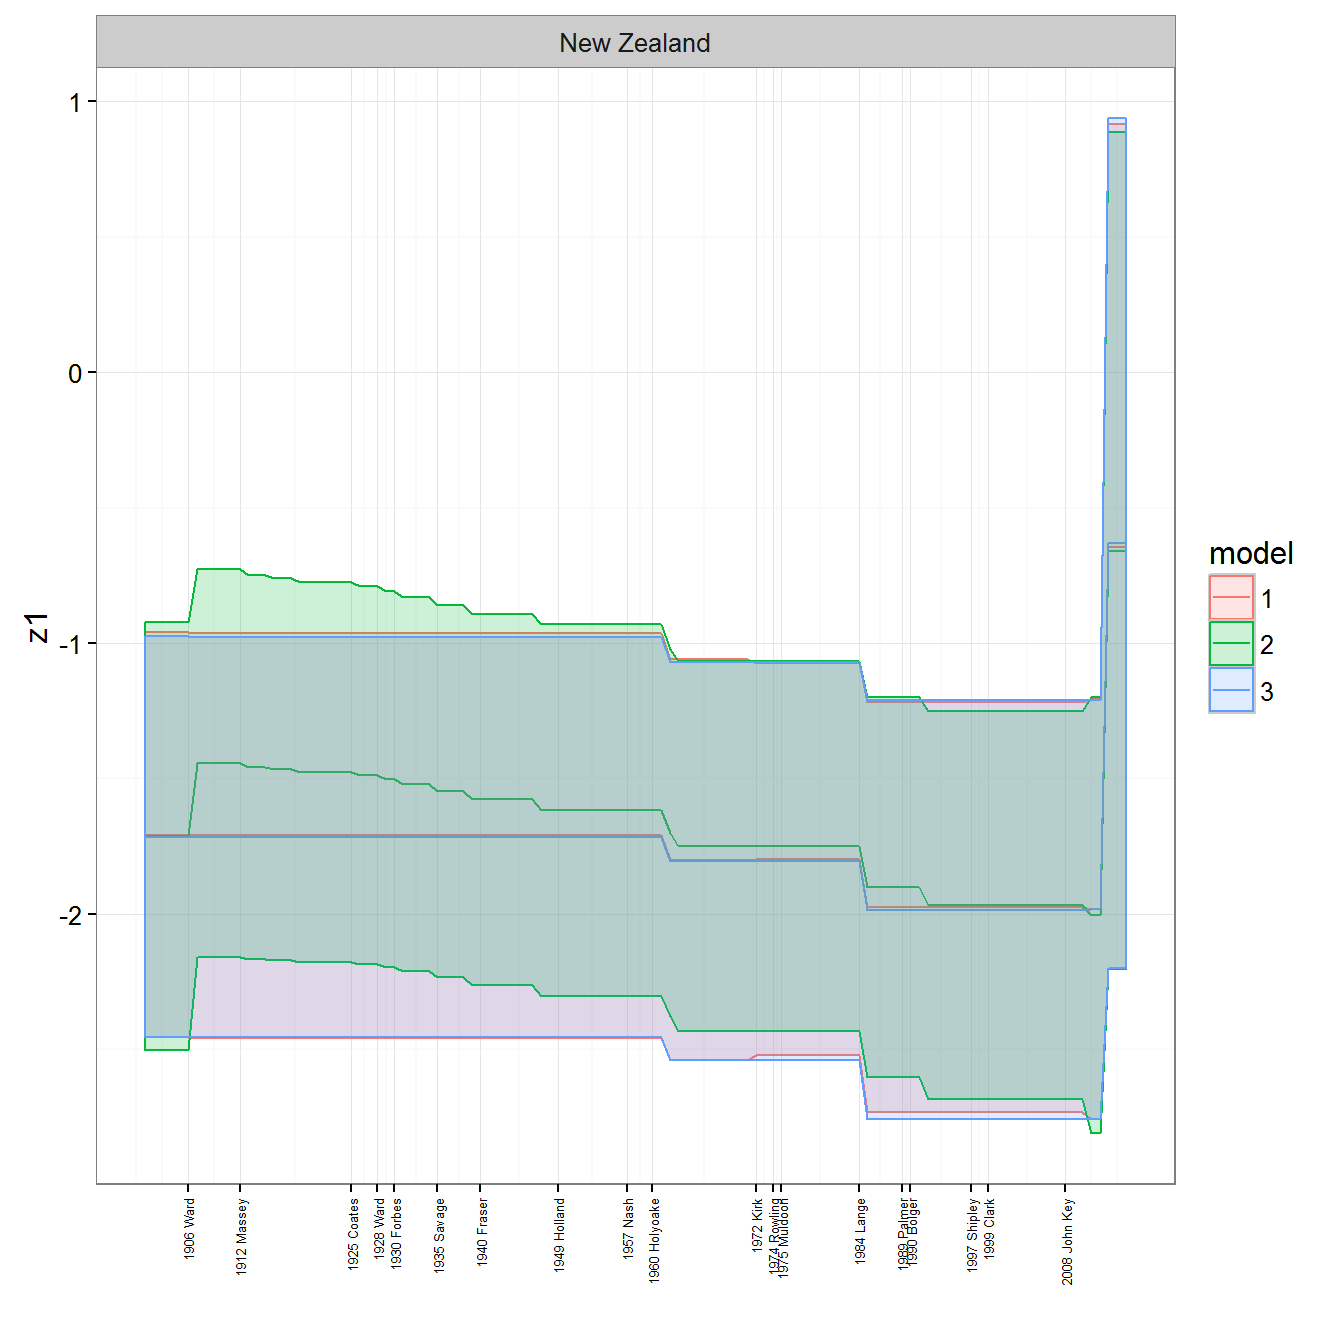 New Zealand
1
0
-1
-2
z1
model
1
2
3
1906 Ward
1912 Massey
1925 Coates
1928 Ward
1930 Forbes
1935 Savage
1940 Fraser
1949 Holland
1957 Nash
1960 Holyoake
1972 Kirk
1974 Rowling
1975 Muldoon
1984 Lange
1989 Palmer
1990 Bolger
1997 Shipley
1999 Clark
2008 John Key